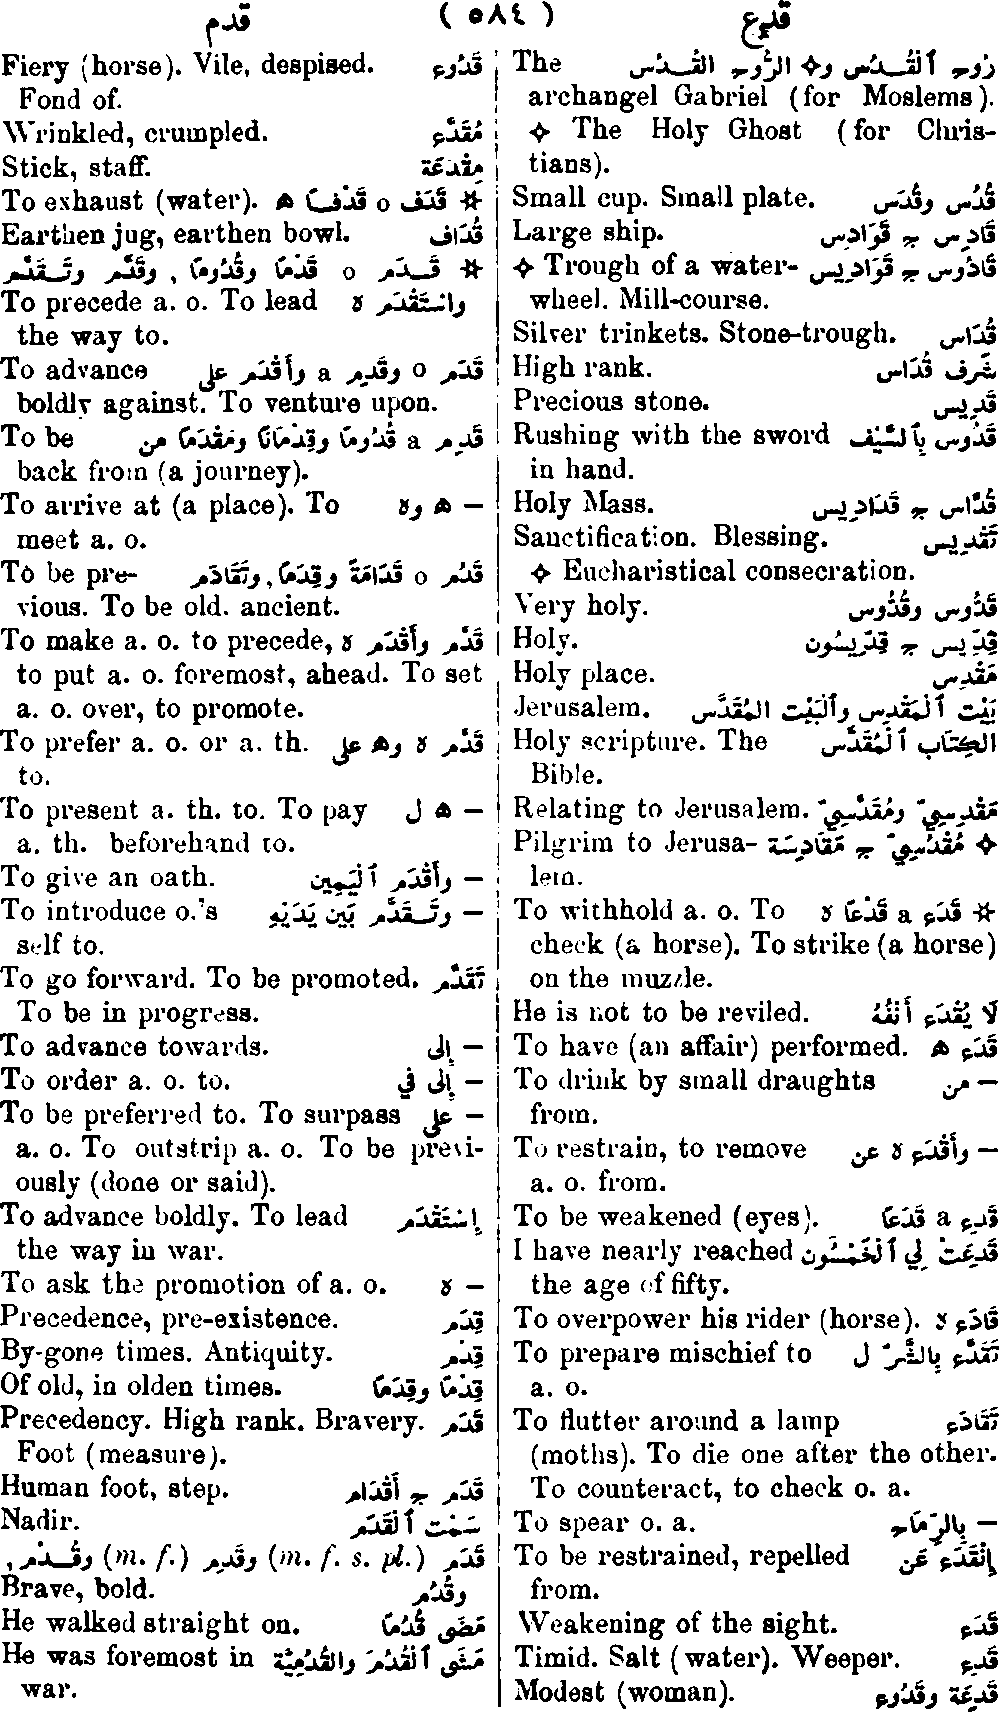 قدم ( ٥٨٤ ) قدع
The رُوحِ ٱلْقُدُس و✧ الرُّوحِ القُدُس
archangel Gabriel (for Moslems).
✧ The Holy Ghost (for Chris-
tians).
Small cup. Small plate. قُدُس وقُدَس
Large ship. قَادِس ج قَوَادِس
✧ Trough of a water- قَادُوس ج قَوَادِيس
wheel. Mill-course.
Silver trinkets. Stone-trough. قُدَاس
High rank. شَرَف قُدَاس
Precious stone. قَدِيس
Rushing with the sword قَدُوس بِٱلسَّيْف
in hand.
Holy Mass. قُدَّاس ج قَدَادِيس
Sanctification. Blessing. تَقْدِيس
✧ Eucharistical consecration.
Very holy. قَدُّوس وقُدُّوس
Holy. قِدِّيس ج قِدِّيسُون
Holy place. مَقْدِس
Jerusalem. بَيْت ٱلْمَقْدِس وٱلْبَيْت المُقَدَّس
Holy scripture. The الكِتَاب ٱلْمُقَدَّس
Bible.
Relating to Jerusalem. مَقْدِسِيّ ومُقَدَّسِيّ
Pilgrim to Jerusa- ✧ مُقَدَّسِيّ ج مَقَادِسَة
lem.
To withhold a. o. To ✲ قَدَع a قَدْعًا ه
check (a horse). To strike (a horse)
on the muzzle.
He is not to be reviled. لَا يُقْدَع أَنْفُهُ
To have (an affair) performed. قَدَع ه
To drink by small draughts – من
from.
To restrain, to remove – وأَقْدَع ه عن
a. o. from.
To be weakened (eyes). قَدِع a قَدَعًا
I have nearly reached قَدِعَتْ لِي ٱلْخَمْسُون
the age of fifty.
To overpower his rider (horse). قَادَع ه
To prepare mischief to تَقَدَّع بِالشَّرّ ل
a. o.
To flutter around a lamp تَقَادَع
(moths). To die one after the other.
To counteract, to check o. a.
To spear o. a. – بِالرِّمَاح
To be restrained, repelled إِنْقَدَع عَن
from.
Weakening of the sight. قَدَع
Timid. Salt (water). Weeper. قَدِع
Modest (woman). قَدِعَة وقَدُوع
Fiery (horse). Vile, despised. قَدُوع
Fond of.
Wrinkled, crumpled. مُقَدَّع
Stick, staff. مِقْدَعَة
To exhaust (water). ✲ قَدَف o قَدْفًا ه
Earthen jug, earthen bowl. قُدَاف
✲ قَدَم o قَدْمًا وقُدُومًا , وقَدَّم وتَقَدَّم
To precede a. o. To lead واسْتَقْدَم ه
the way to.
To advance قَدَم o وقَدِم a وأَقْدَم على
boldly against. To venture upon.
To be قَدِم a قُدُومًا وقِدْمَانًا ومَقْدَمًا من
back from (a journey).
To arrive at (a place). To – ه وه
meet a. o.
To be pre- قَدُم o قَدَامَةً وقِدَمًا, وتَقَادَم
vious. To be old. ancient.
To make a. o. to precede, قَدَّم وأَقْدَم ه
to put a. o. foremost, ahead. To set
a. o. over, to promote.
To prefer a. o. or a. th. قَدَّم ه وه على
to.
To present a. th. to. To pay – ه ل
a. th. beforehand to.
To give an oath. – وأَقْدَم ٱلْيَمِين
To introduce o.'s – وتَقَدَّم بَيْن يَدَيْهِ
self to.
To go forward. To be promoted. تَقَدَّم
To be in progress.
To advance towards. – إِلى
To order a. o. to. – إِلى في
To be preferred to. To surpass – على
a. o. To outstrip a. o. To be previ-
ously (done or said).
To advance boldly. To lead إِسْتَقْدَم
the way in war.
To ask the promotion of a. o. – ه
Precedence, pre-existence. قِدَم
By-gone times. Antiquity. قِدْم
Of old, in olden times. قِدْمًا وقِدَمًا
Precedency. High rank. Bravery. قَدَم
Foot (measure).
Human foot, step. قَدَم ج أَقْدَام
Nadir. سَمْت ٱلْقَدَم
قَدَم (m. f. s. pl.) وقَدِم (m. f.) وقُدُم ,
Brave, bold. وقَدُم
He walked straight on. مَضَى قُدُمًا
He was foremost in مَشَى ٱلْقُدَمَ والقُدَمِيَّة
war.